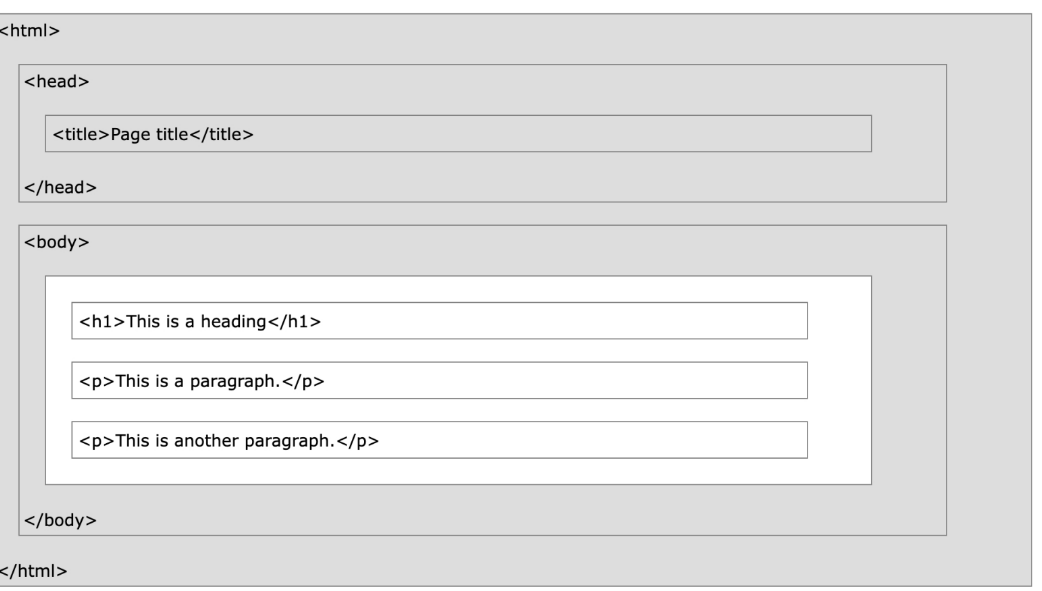 <html>
<head>
<title>Page title</title>
</head>
<body>
<h1>This is a heading</h1>
<p>This is a paragraph.</p>
<p>This is another paragraph.</p>
</body>
</html>